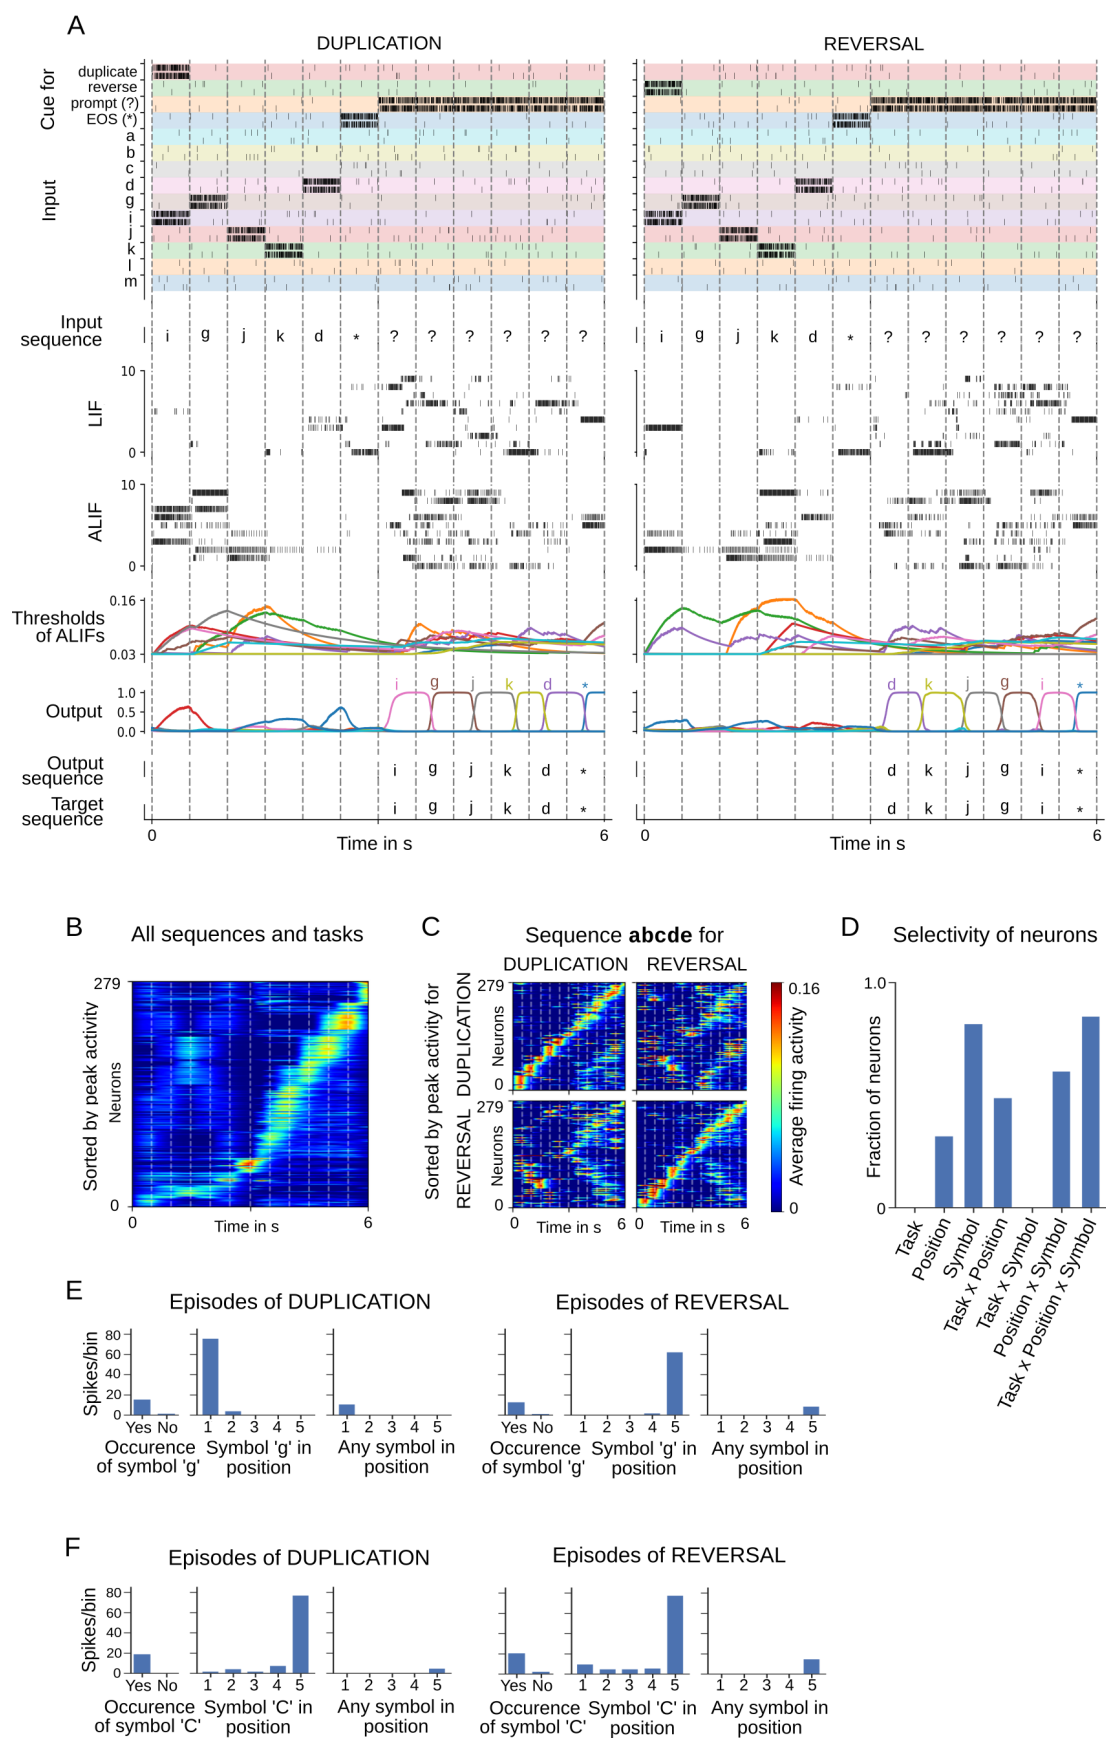 A
DUPLICATION
REVERSAL
Cue for
duplicate
reverse
prompt (?)
EOS (*)
Input
a
b
c
d
g
i
j
k
l
m
Input
sequence
i g j k d * ? ? ? ? ? ?
i g j k d * ? ? ? ? ? ?
LIF
10
0
ALIF
10
0
Thresholds
of ALIFs
0.16
0.03
Output
1.0
0.5
0.0
i g j k d *
d k j g i *
Output
sequence
i g j k d *
d k j g i *
Target
sequence
i g j k d *
d k j g i *
0 6
Time in s
0 6
Time in s
B
All sequences and tasks
Sorted by peak activity
Neurons
279
0
0 Time in s 6
C
Sequence abcde for
DUPLICATION REVERSAL
Sorted by peak activity for
DUPLICATION
REVERSAL
Neurons
279
0
Neurons
279
0
0 Time in s 6
0 Time in s 6
0.16
Average firing activity
0
D
Selectivity of neurons
Fraction of neurons
1.0
0
Task
Position
Symbol
Task x Position
Task x Symbol
Position x Symbol
Task x Position x Symbol
E
Episodes of DUPLICATION
Episodes of REVERSAL
Spikes/bin
80
60
40
20
0
Yes No
1 2 3 4 5
1 2 3 4 5
Yes No
1 2 3 4 5
1 2 3 4 5
Occurence
of symbol 'g'
Symbol 'g' in
position
Any symbol in
position
Occurence
of symbol 'g'
Symbol 'g' in
position
Any symbol in
position
F
Episodes of DUPLICATION
Episodes of REVERSAL
Spikes/bin
80
60
40
20
0
Yes No
1 2 3 4 5
1 2 3 4 5
Yes No
1 2 3 4 5
1 2 3 4 5
Occurence
of symbol 'C'
Symbol 'C' in
position
Any symbol in
position
Occurence
of symbol 'C'
Symbol 'C' in
position
Any symbol in
position